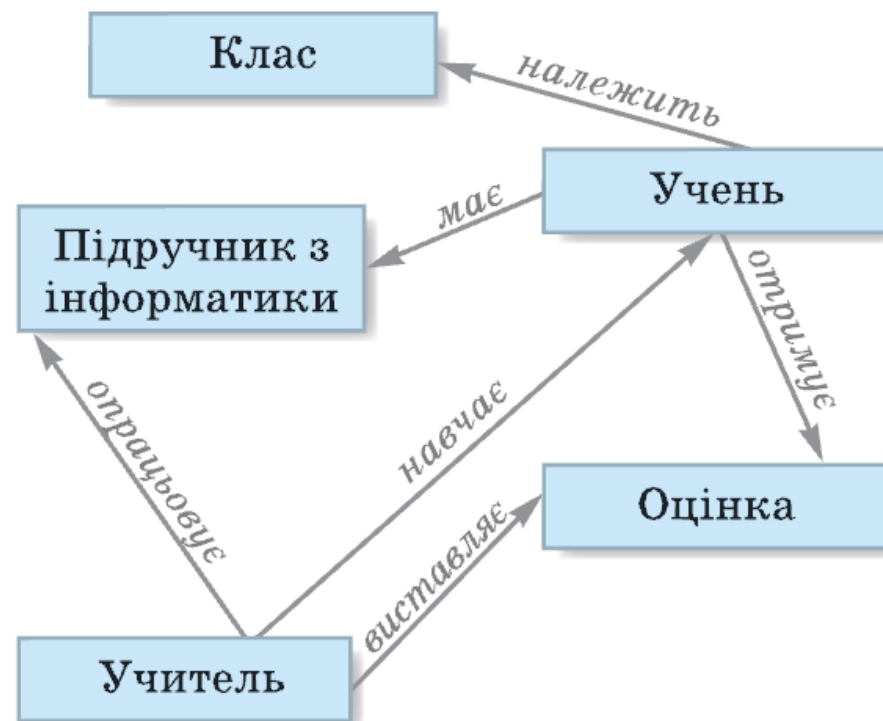 Клас
належить
Учень
має
Підручник з
інформатики
отримує
опрацьовує
навчає
Оцінка
виставляє
Учитель